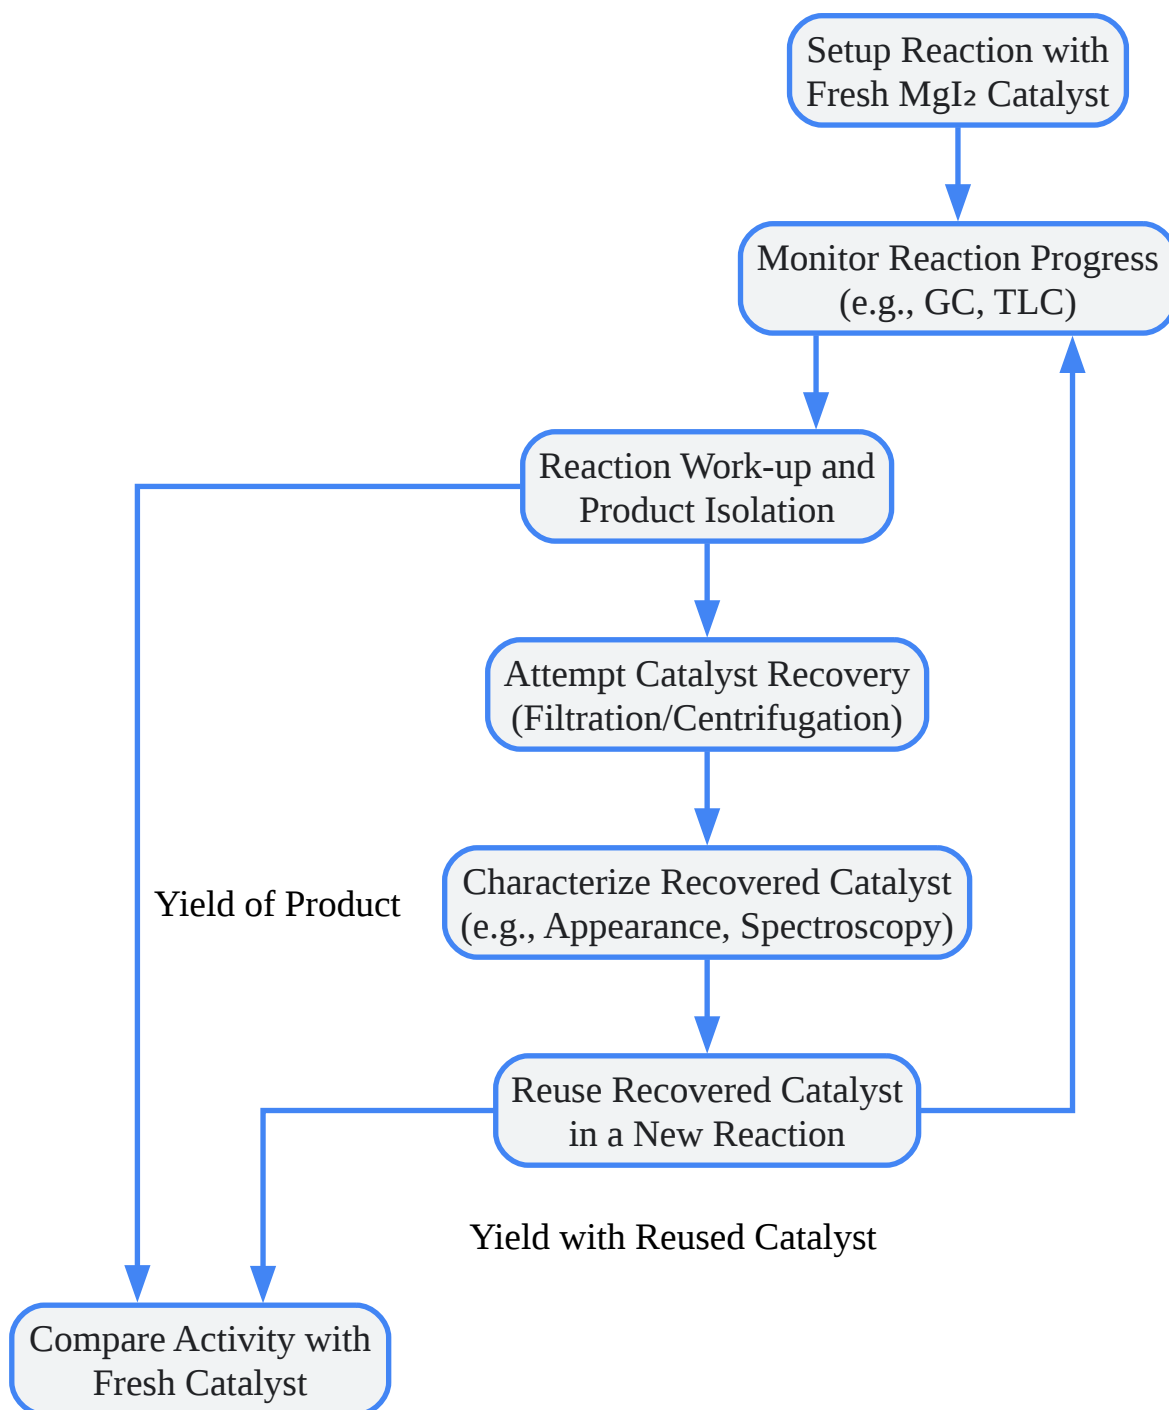 Setup Reaction with
Fresh MgI₂ Catalyst
Monitor Reaction Progress
(e.g., GC, TLC)
Reaction Work-up and
Product Isolation
Attempt Catalyst Recovery
(Filtration/Centrifugation)
Characterize Recovered Catalyst
(e.g., Appearance, Spectroscopy)
Yield of Product
Reuse Recovered Catalyst
in a New Reaction
Yield with Reused Catalyst
Compare Activity with
Fresh Catalyst